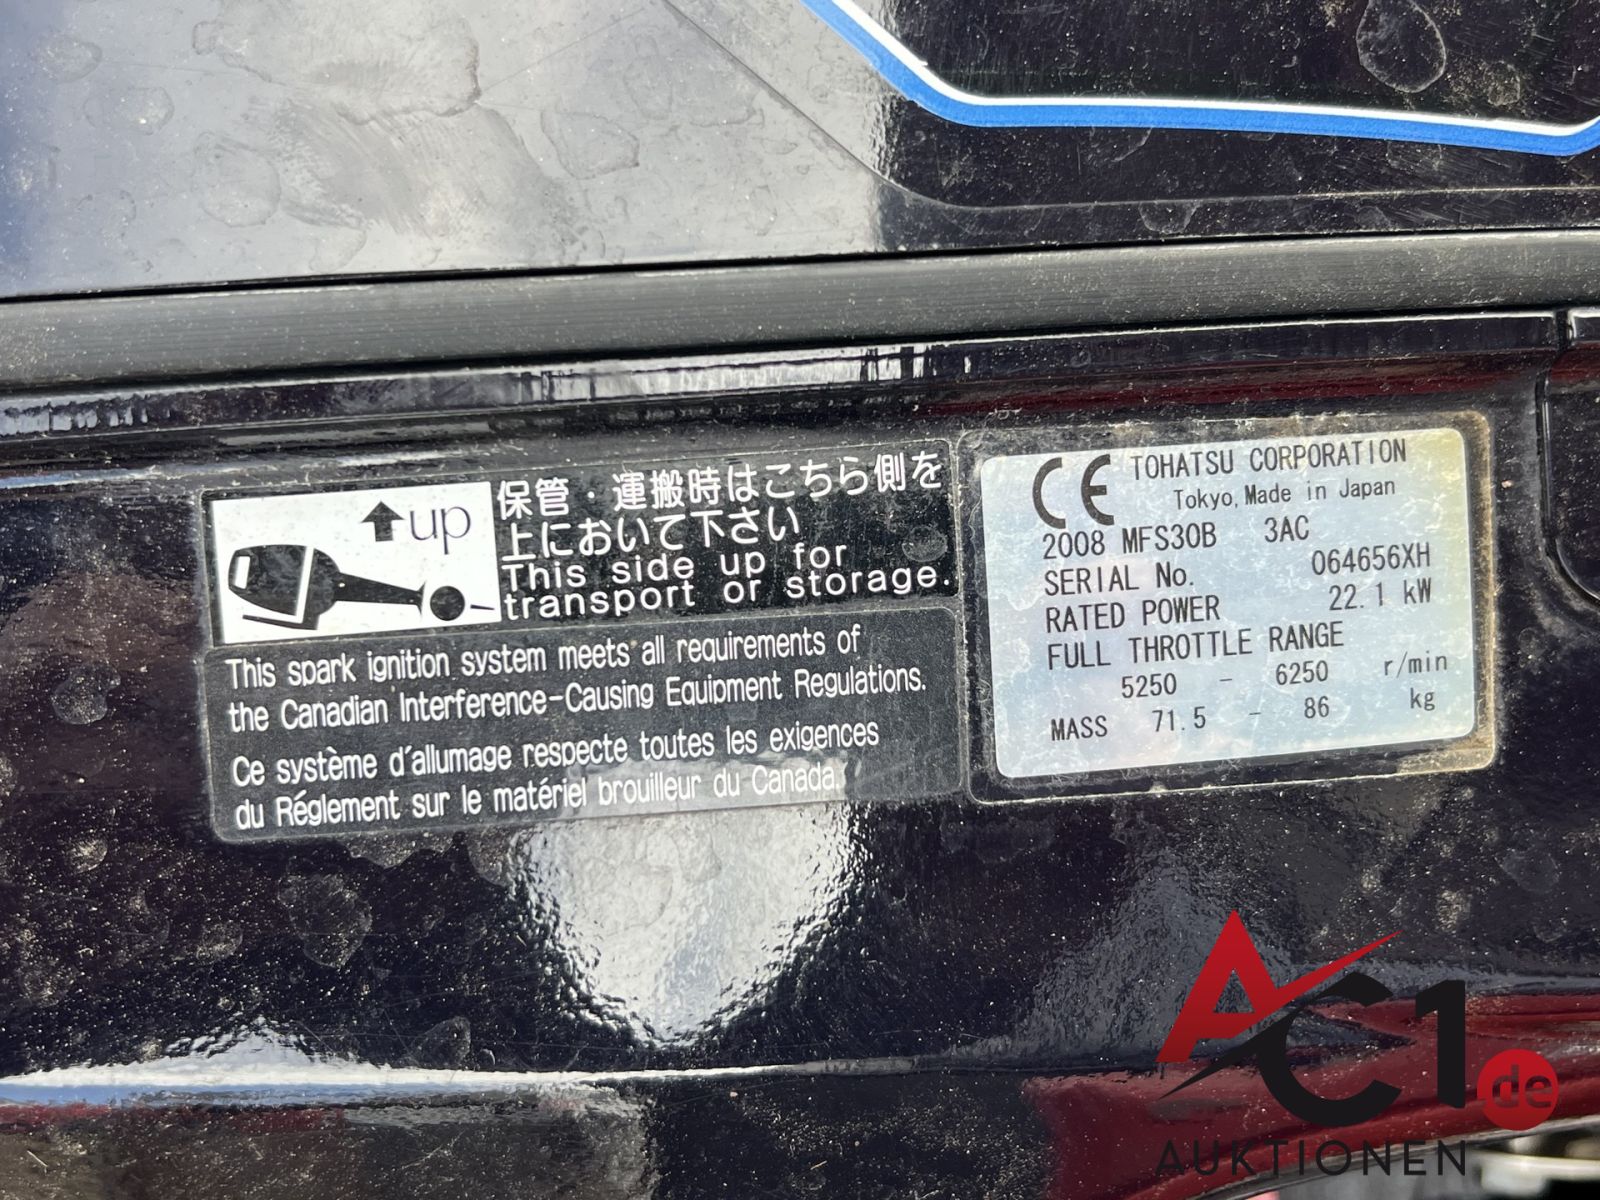 up
保管・運搬時はこちら側を
上において下さい
This side up for
transport or storage.
This spark ignition system meets all requirements of
the Canadian Interference-Causing Equipment Regulations.
Ce système d'allumage respecte toutes les exigences
du Réglement sur le matériel brouilleur du Canada.
CE TOHATSU CORPORATION
Tokyo, Made in Japan
2008 MFS30B 3AC
SERIAL No. 064656XH
RATED POWER 22.1 kW
FULL THROTTLE RANGE
5250 - 6250 r/min
MASS 71.5 - 86 kg
AC1.de
AUKTIONEN